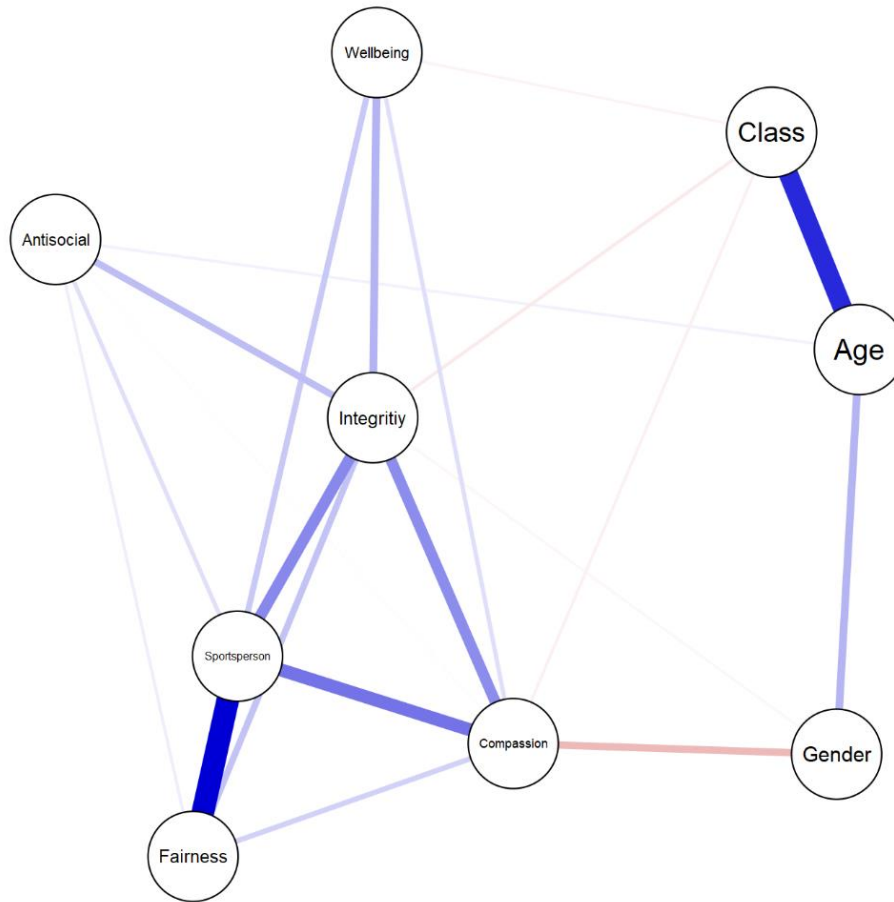 Wellbeing
Class
Antisocial
Age
Integritiy
Sportsperson
Compassion
Gender
Fairness